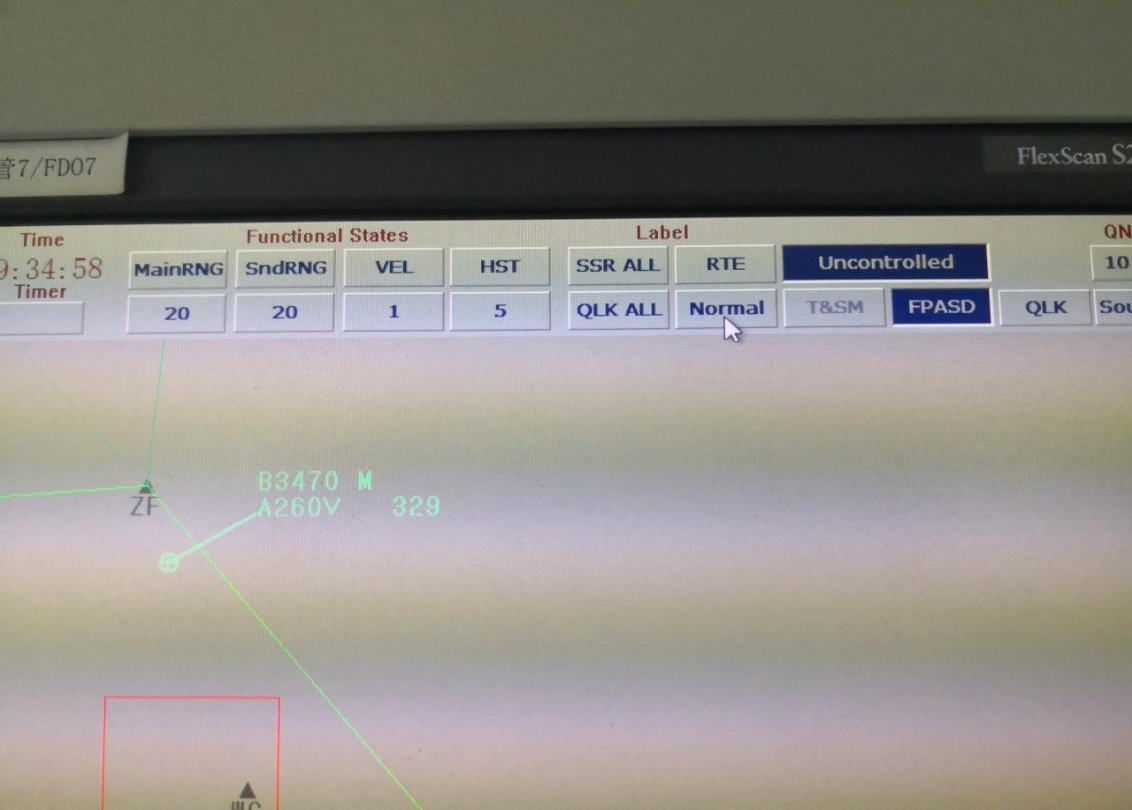 管7/FD07
FlexScan S2
Time
9:34:58
Timer
Functional States
MainRNG SndRNG VEL HST
20 20 1 5
Label
SSR ALL RTE Uncontrolled
QLK ALL Normal T&SM FPASD QLK Sou
QN
10
B3470 M
A260V 329
ZF